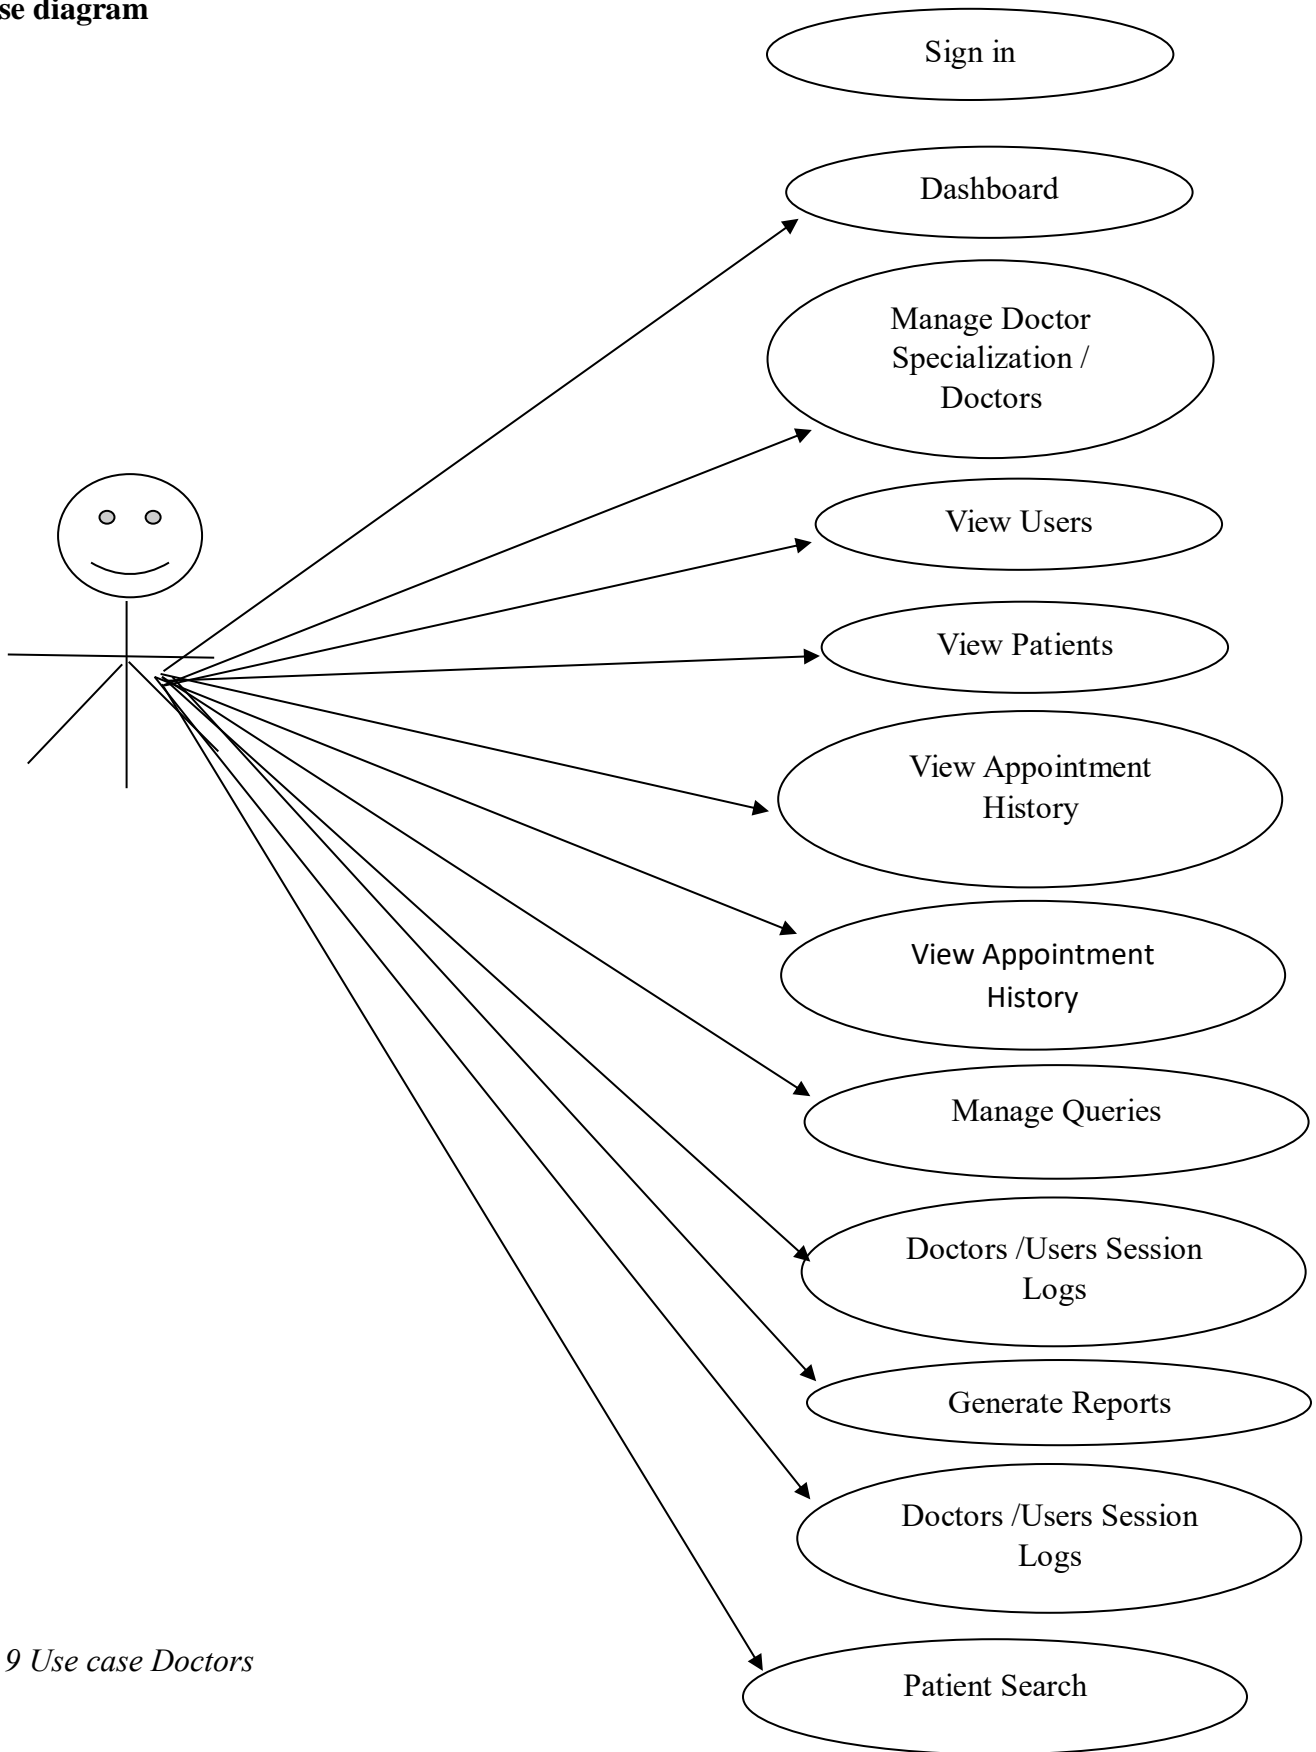 se diagram
Sign in
Dashboard
Manage Doctor
Specialization /
Doctors
View Users
View Patients
View Appointment
History
View Appointment
History
Manage Queries
Doctors /Users Session
Logs
Generate Reports
Doctors /Users Session
Logs
9 Use case Doctors
Patient Search